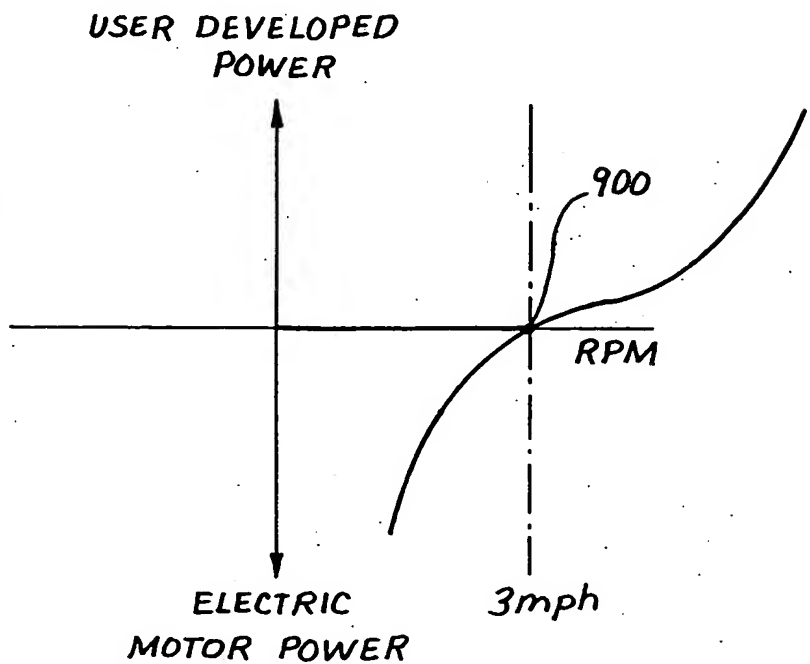 USER DEVELOPED
POWER
900
RPM
ELECTRIC
MOTOR POWER
3mph